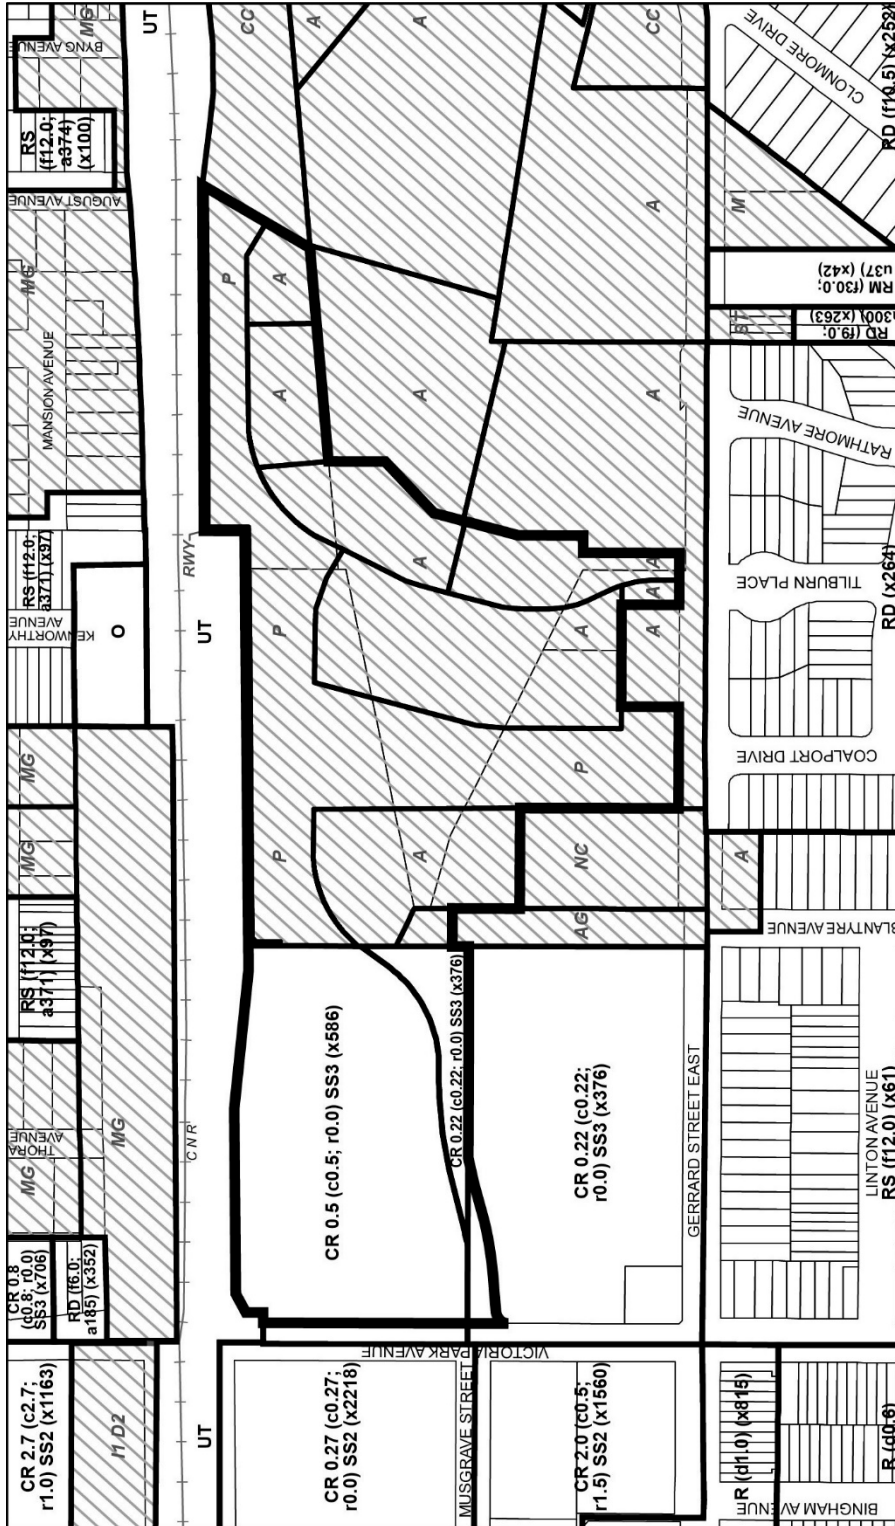 CR 2.7 (c2.7;
r1.0) SS2 (x1163)
I1 D2
CR 0.8
(c0.8; r0.0)
SS3 (x706)
RD (f6.0;
a185) (x352)
MG
THORA
AVENUE
MG
RS (f12.0;
a371) (x97)
MG
MG
KENWORTHY
AVENUE
O
RS (f12.0;
a371) (x97)
MANSION AVENUE
MG
AUGUST AVENUE
RS
(f12.0;
a374)
(x100)
BYNG AVENUE
MG
UT
CNR
UT
RWY
UT
CR 0.27 (c0.27;
r0.0) SS2 (x2218)
MUSGRAVE STREET
CR 2.0 (c0.5;
r1.5) SS2 (x1560)
VICTORIA PARK AVENUE
CR 0.5 (c0.5; r0.0) SS3 (x586)
CR 0.22 (c0.22; r0.0) SS3 (x376)
CR 0.22 (c0.22;
r0.0) SS3 (x376)
P
A
AG
NC
P
P
A
A
A
A
A
A
P
A
A
A
A
A
A
CC
A
A
CC
GERRARD STREET EAST
R (d1.0) (x815)
BINGHAM AVENUE
R (d0.6)
LINTON AVENUE
RS (f12.0) (x61)
BLANTYRE AVENUE
A
COALPORT DRIVE
TILBURN PLACE
RD (x264)
RATHMORE AVENUE
ST
RD (f9.0;
a300) (x263)
RM (f30.0;
u37) (x42)
M
CLONMORE DRIVE
RD (f10.5) (x253)